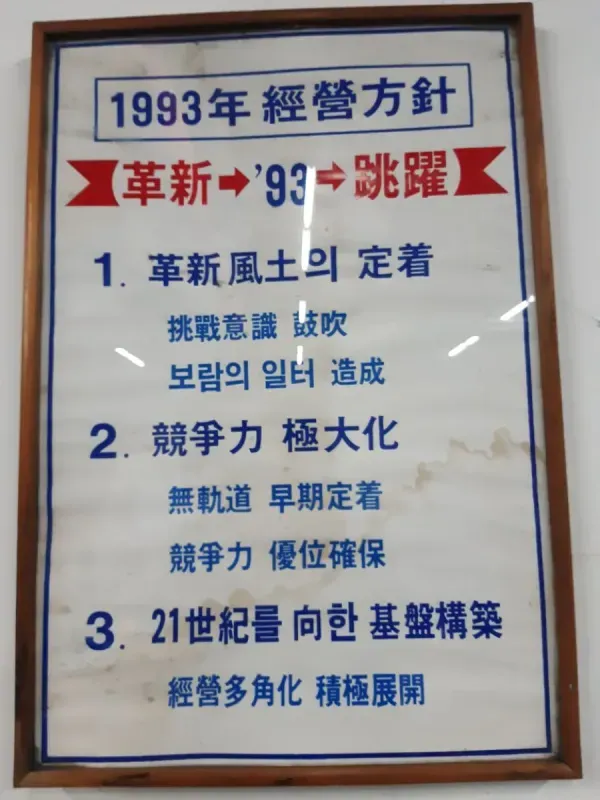 1993年 經營方針
革新➡'93➡跳躍
1. 革新風土의 定着
挑戰意識 鼓吹
보람의 일터 造成
2. 競爭力 極大化
無軌道 早期定着
競爭力 優位確保
3. 21世紀를 向한 基盤構築
經營多角化 積極展開